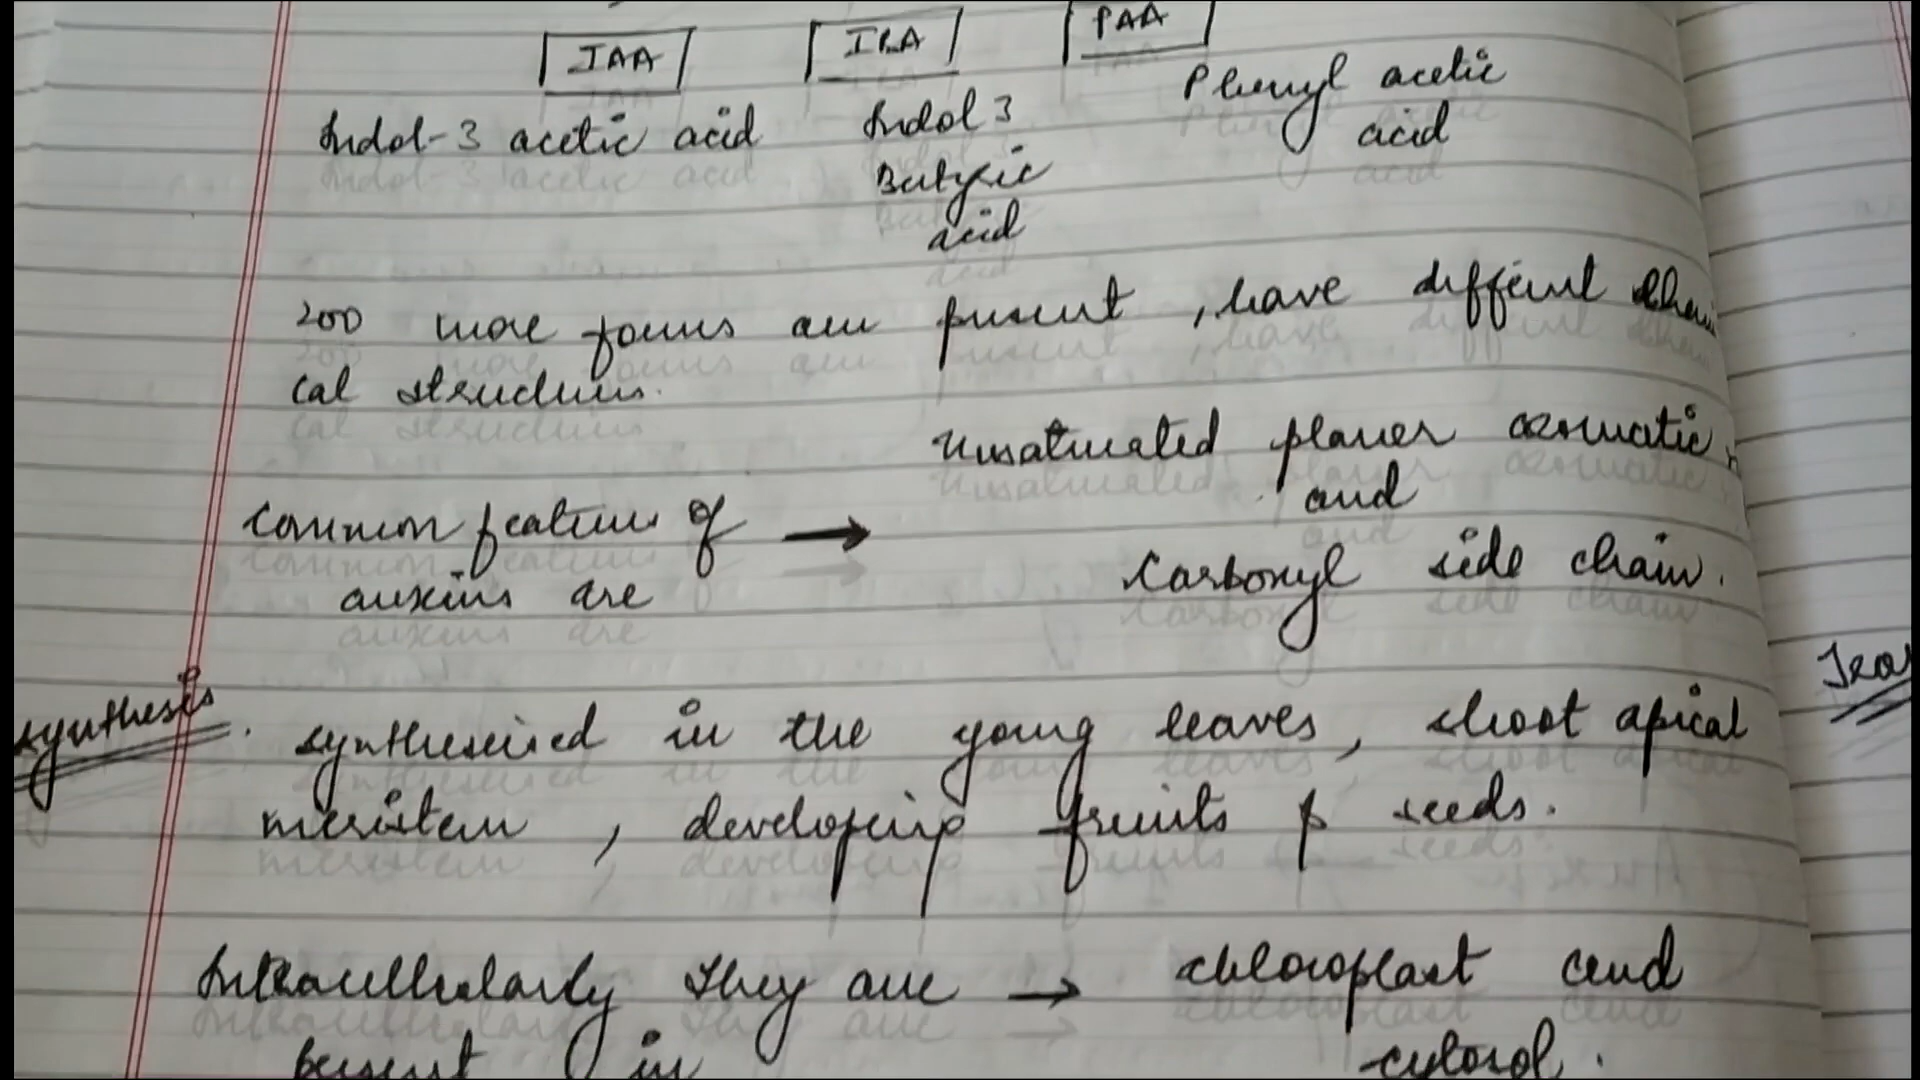 IAA IBA PAA
Indol-3 acetic acid Indol 3 Phenyl acetic
Butyric acid
acid
200 more forms are present, have different chemi
cal structures.
Unsaturated planer aromatic
and
Common features of → Carbonyl side chain.
auxins are
Synthesis. synthesised in the young leaves, shoot apical
meristem, developing fruits & seeds.
Intracellularly they are → chloroplast and
present in cytosol.